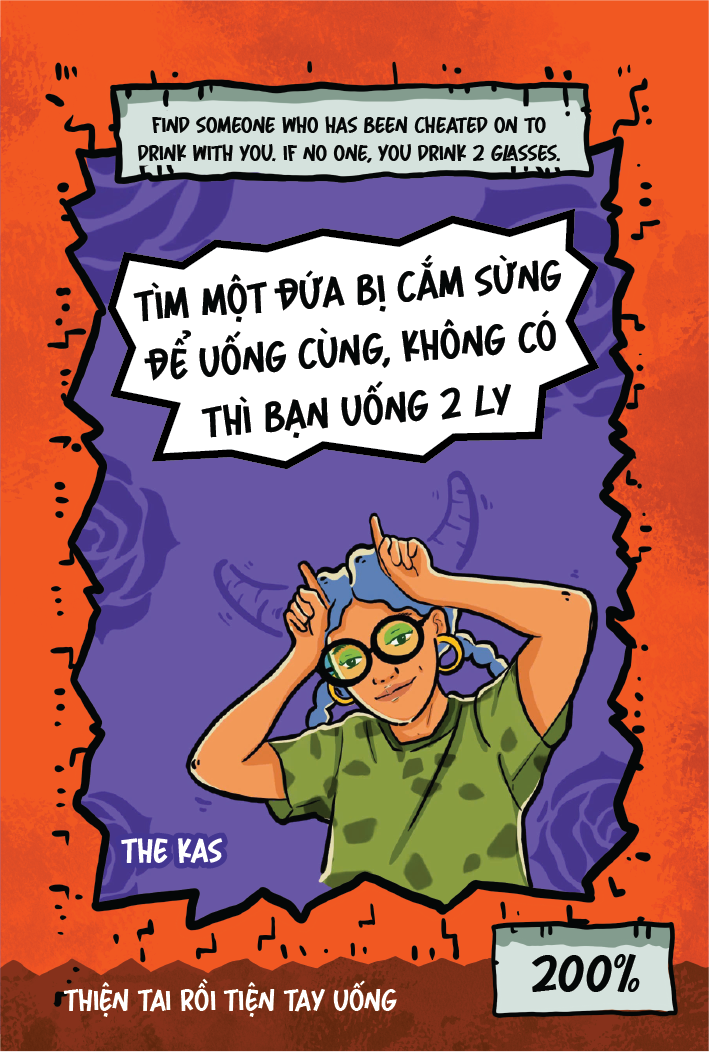 FIND SOMEONE WHO HAS BEEN CHEATED ON TO
DRINK WITH YOU. IF NO ONE, YOU DRINK 2 GLASSES.
TÌM MỘT ĐỨA BỊ CẮM SỪNG
ĐỂ UỐNG CÙNG, KHÔNG CÓ
THÌ BẠN UỐNG 2 LY
THE KAS
200%
THIỆN TAI RỒI TIỆN TAY UỐNG